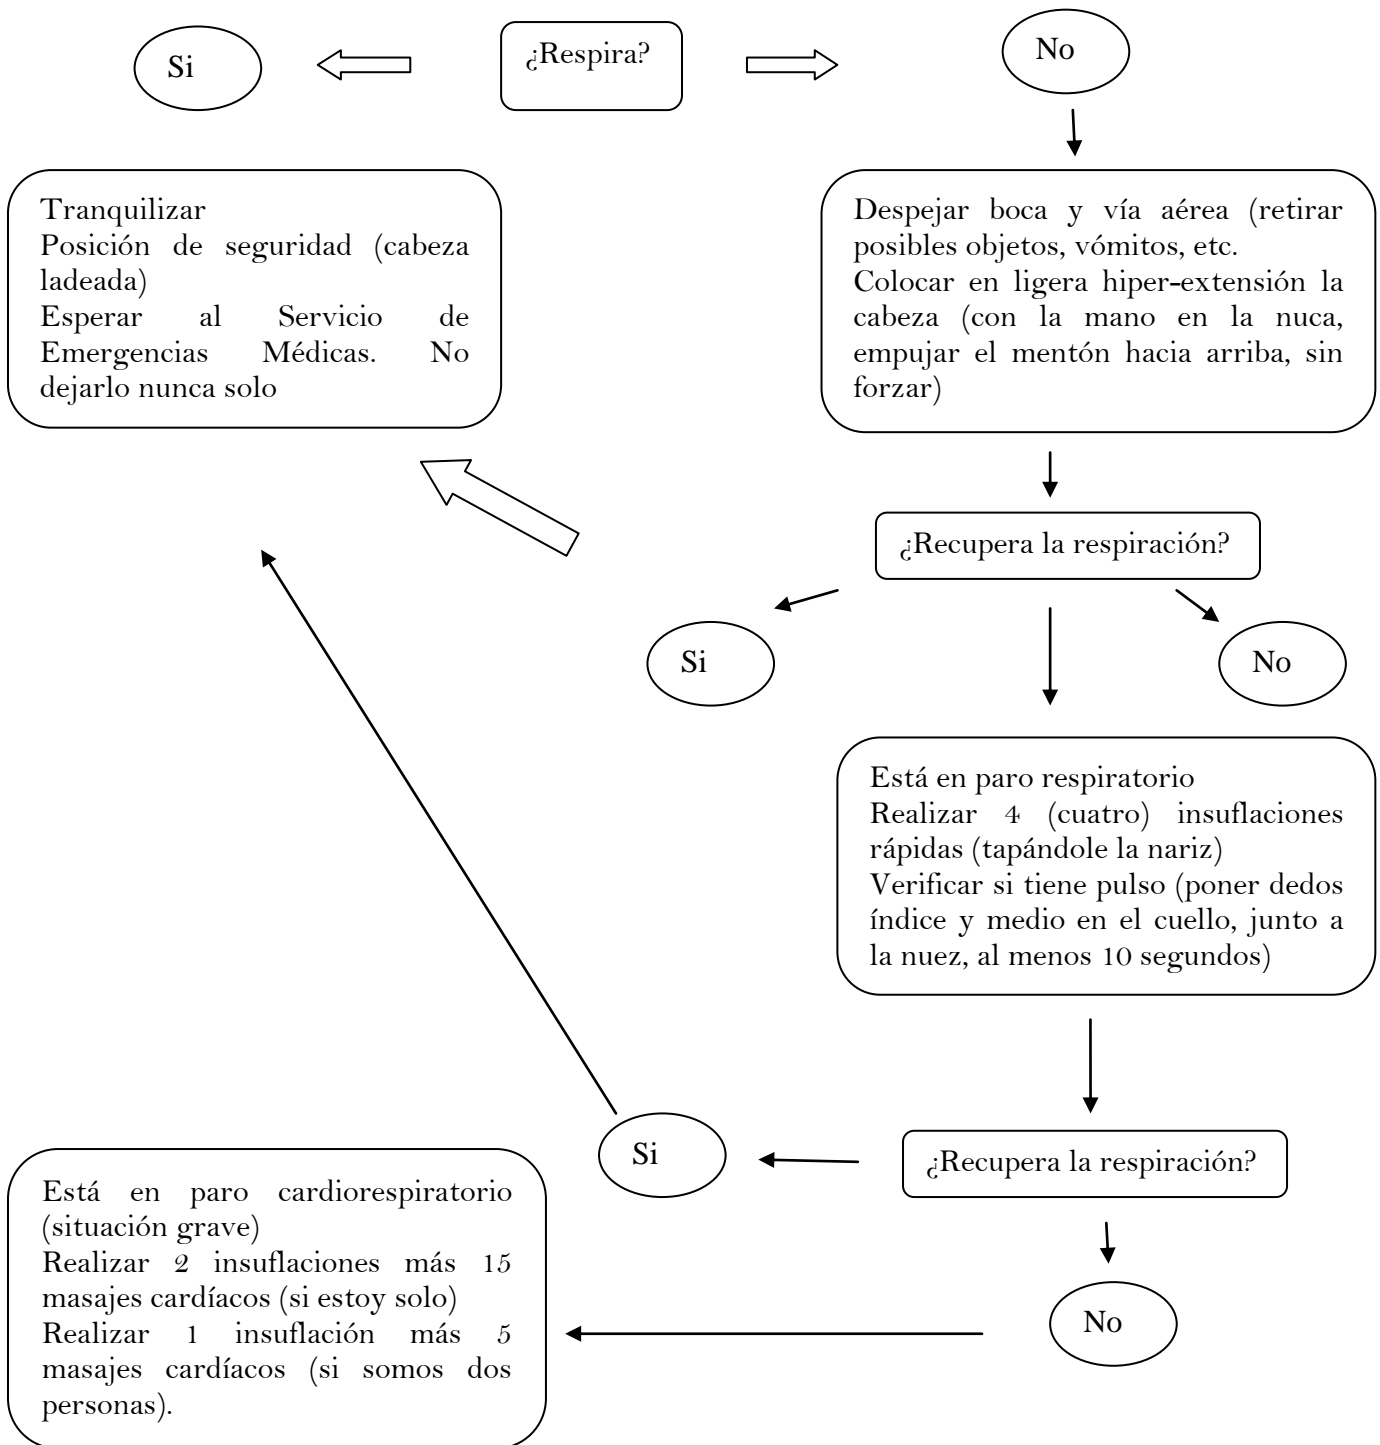 ¿Respira?
Si
No
Tranquilizar
Posición de seguridad (cabeza
ladeada)
Esperar al Servicio de
Emergencias Médicas. No
dejarlo nunca solo
Despejar boca y vía aérea (retirar
posibles objetos, vómitos, etc.
Colocar en ligera hiper-extensión la
cabeza (con la mano en la nuca,
empujar el mentón hacia arriba, sin
forzar)
¿Recupera la respiración?
Si
No
Está en paro respiratorio
Realizar 4 (cuatro) insuflaciones
rápidas (tapándole la nariz)
Verificar si tiene pulso (poner dedos
índice y medio en el cuello, junto a
la nuez, al menos 10 segundos)
¿Recupera la respiración?
Si
No
Está en paro cardiorespiratorio
(situación grave)
Realizar 2 insuflaciones más 15
masajes cardíacos (si estoy solo)
Realizar 1 insuflación más 5
masajes cardíacos (si somos dos
personas).